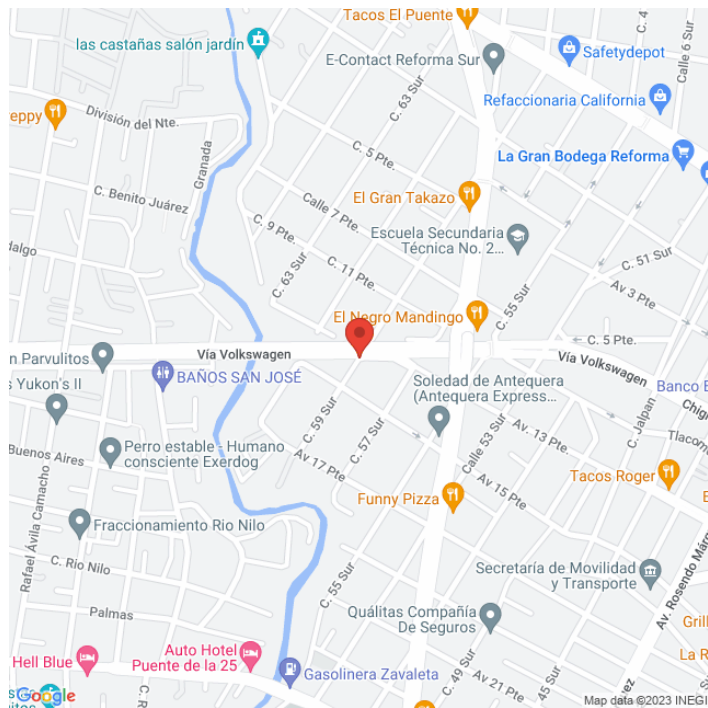 Tacos El Puente
C. 4
las castañas salón jardín
E-Contact Reforma Sur
Safetydepot
Calle 6 Sur
C. 63 Sur
Refaccionaria California
División del Nte.
Granada
C. 5 Pte.
La Gran Bodega Reforma
C. Benito Juárez
Calle 7 Pte.
El Gran Takazo
C. 9 Pte.
Escuela Secundaria
Técnica No. 2...
C. 51 Sur
C. 63 Sur
C. 11 Pte.
C. 55 Sur
Av 3 Pte
El Negro Mandingo
C. 5 Pte.
n Parvulitos
Vía Volkswagen
Vía Volkswagen
BAÑOS SAN JOSÉ
Soledad de Antequera
(Antequera Express...
Banco
s Yukon's II
C. 59 Sur
C. 57 Sur
Calle 53 Sur
Av. 13 Pte.
C. Jalpan
Perro estable - Humano
consciente Exerdog
Buenos Aires
Av 17 Pte
Av 15 Pte
Tacos Roger
Funny Pizza
Rafael Ávila Camacho
Fraccionamiento Rio Nilo
C. Rio Nilo
Secretaría de Movilidad
y Transporte
C. 55 Sur
Palmas
Quálitas Compañía
De Seguros
Hell Blue
Auto Hotel
Puente de la 25
Gasolinera Zavaleta
Av 21 Pte
C. 49 Sur
45 Sur
Google
Map data ©2023 INEGI